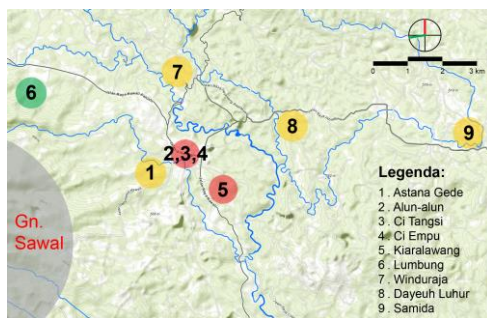 7
6
0 1 2 3 km
8
9
2,3,4
1
5
Gn.
Sawal
Legenda:
1. Astana Gede
2. Alun-alun
3. Ci Tangsi
4. Ci Empu
5. Kiaralawang
6. Lumbung
7. Winduraja
8. Dayeuh Luhur
9. Samida